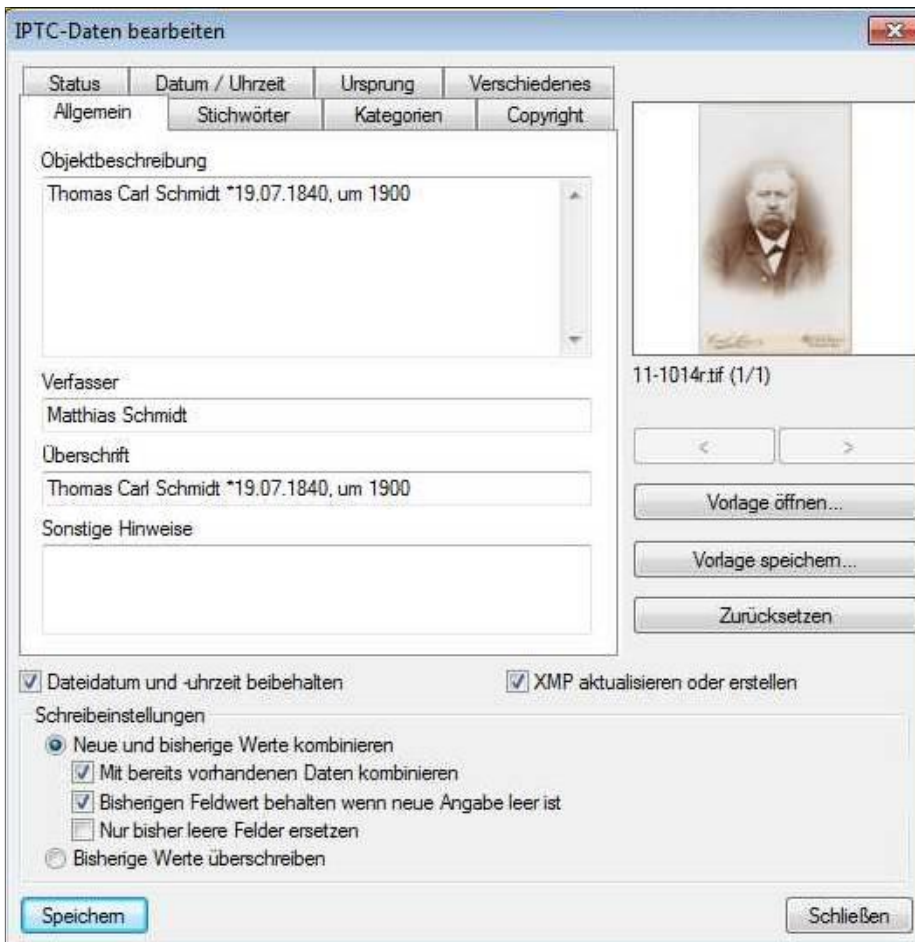 IPTC-Daten bearbeiten
Status Datum / Uhrzeit Ursprung Verschiedenes
Allgemein Stichwörter Kategorien Copyright
Objektbeschreibung
Thomas Carl Schmidt *19.07.1840, um 1900
Verfasser
Matthias Schmidt
Überschrift
Thomas Carl Schmidt *19.07.1840, um 1900
Sonstige Hinweise
11-1014r.tif (1/1)
< >
Vorlage öffnen...
Vorlage speichern...
Zurücksetzen
Dateidatum und -uhrzeit beibehalten XMP aktualisieren oder erstellen
Schreibeinstellungen
Neue und bisherige Werte kombinieren
Mit bereits vorhandenen Daten kombinieren
Bisherigen Feldwert behalten wenn neue Angabe leer ist
Nur bisher leere Felder ersetzen
Bisherige Werte überschreiben
Speichern Schließen